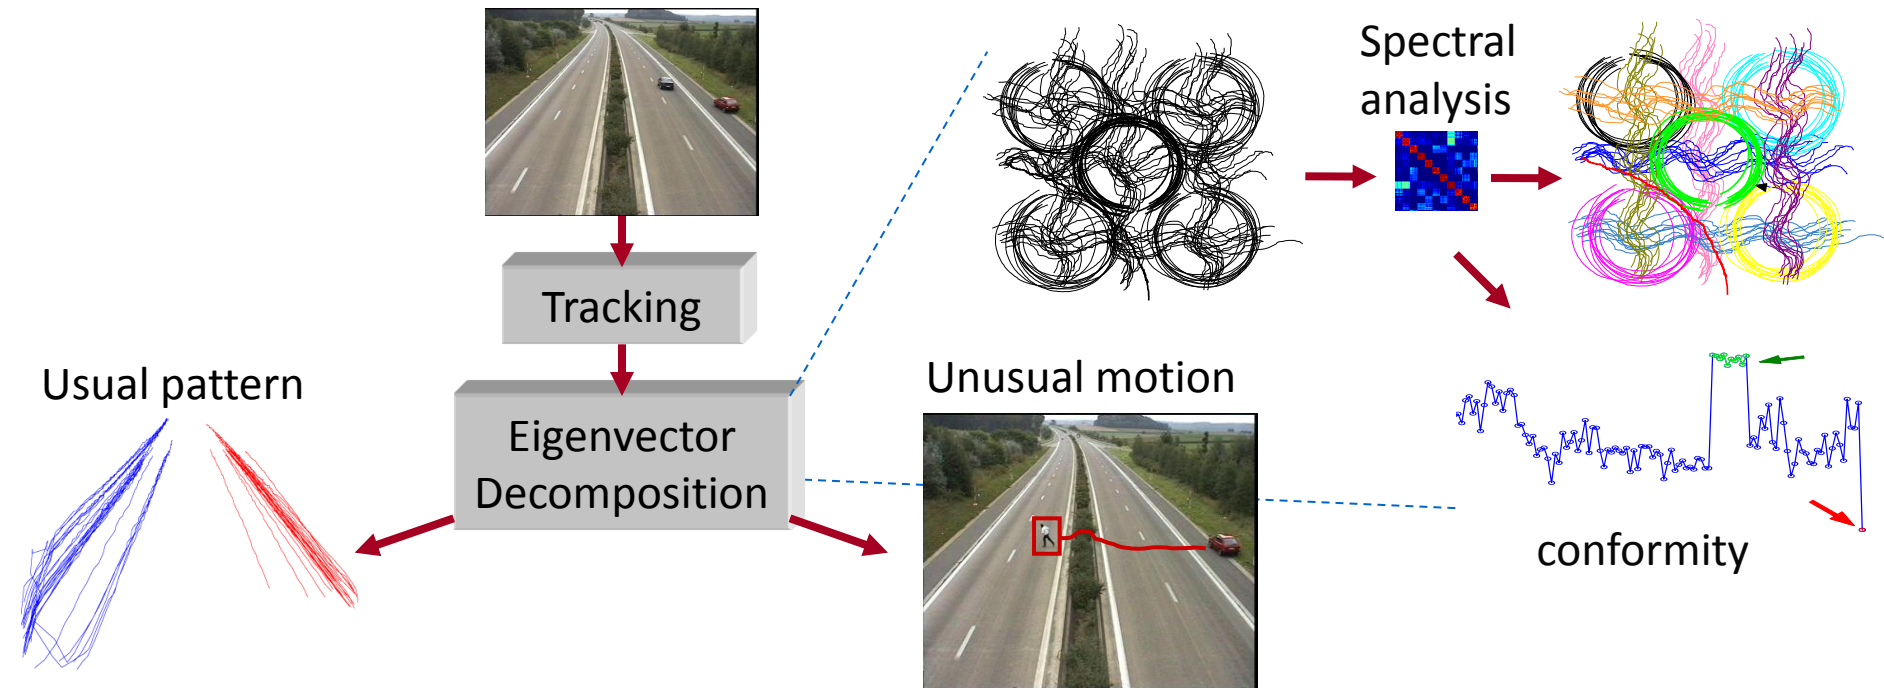 Spectral
analysis
Tracking
Usual pattern
Unusual motion
Eigenvector
Decomposition
conformity